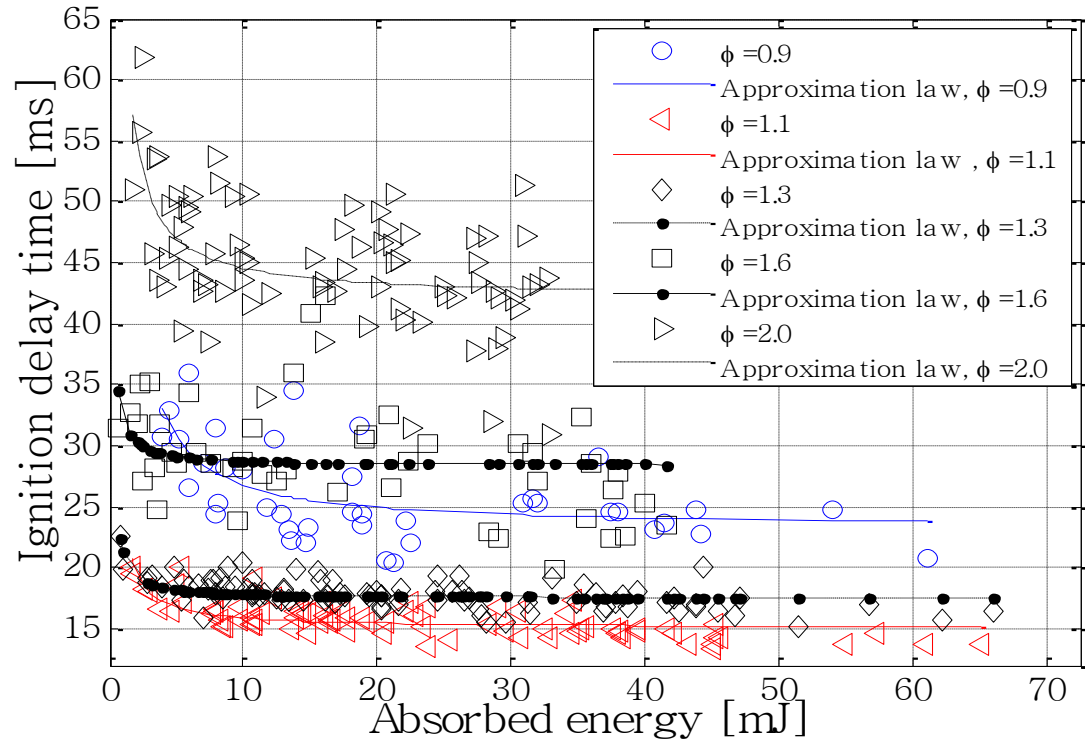 Ignition delay time [ms]
65
60
55
50
45
40
35
30
25
20
15
0
10
20
30
40
50
60
70
Absorbed energy [mJ]
ϕ =0.9
Approximation law, ϕ =0.9
ϕ =1.1
Approximation law , ϕ =1.1
ϕ =1.3
Approximation law, ϕ =1.3
ϕ =1.6
Approximation law, ϕ =1.6
ϕ =2.0
Approximation law, ϕ =2.0